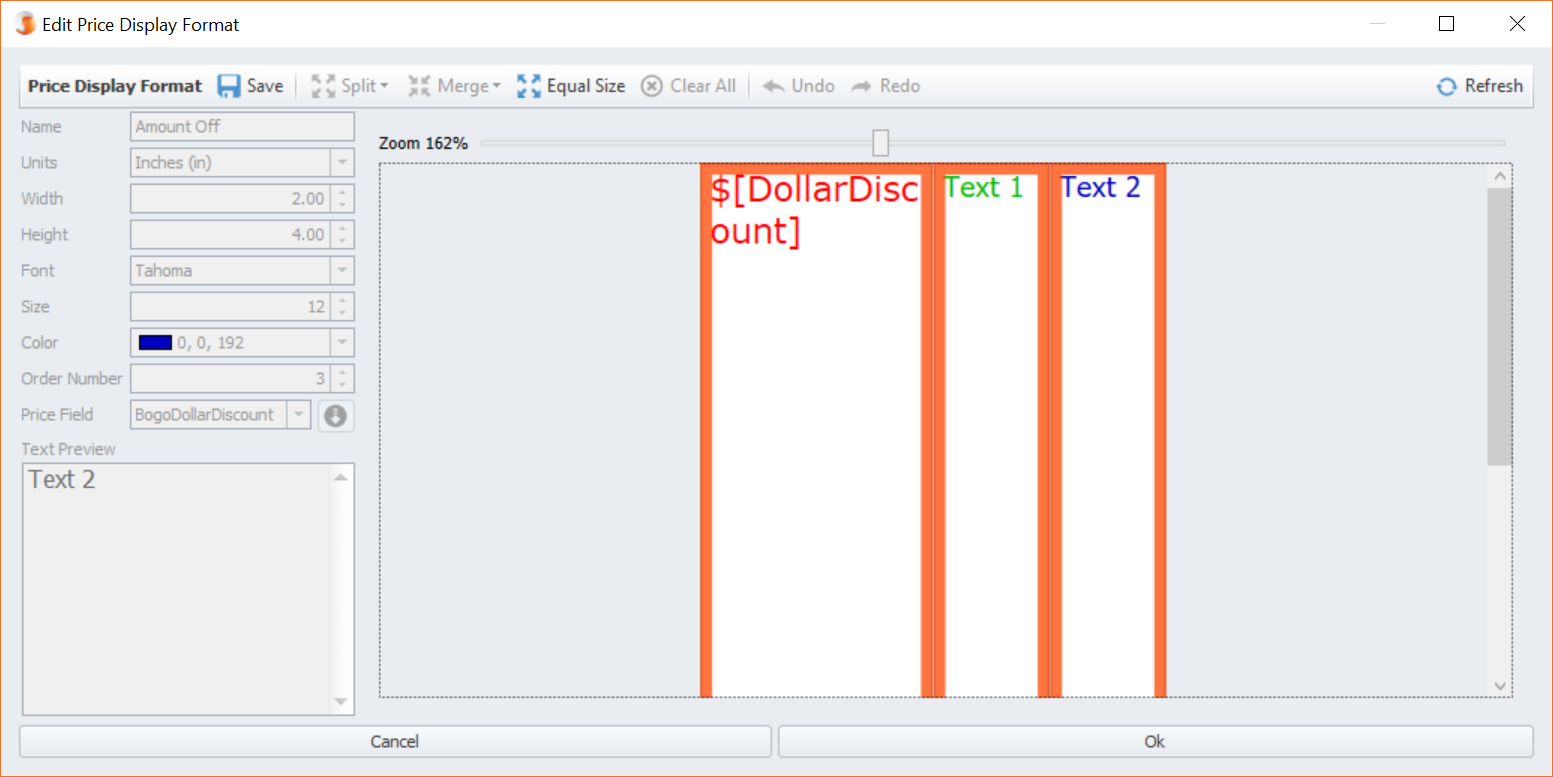 Edit Price Display Format
Price Display Format Save Split Merge Equal Size Clear All Undo Redo Refresh
Name Amount Off
Units Inches (in)
Width 2.00
Height 4.00
Font Tahoma
Size 12
Color 0, 0, 192
Order Number 3
Price Field BogoDollarDiscount
Text Preview
Text 2
Zoom 162%
$[DollarDisc
ount]
Text 1
Text 2
Cancel Ok